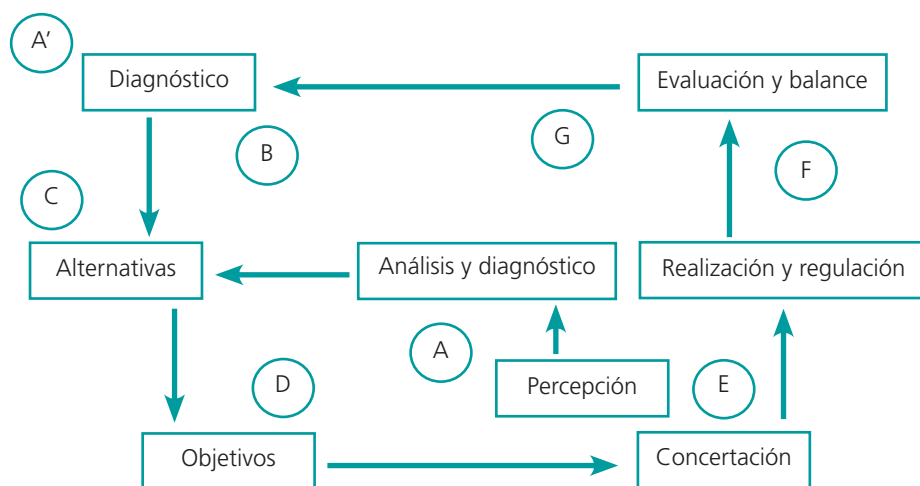 A’
Diagnóstico
Evaluación y balance
B
G
F
C
Alternativas
Análisis y diagnóstico
Realización y regulación
A
Percepción
D
E
Objetivos
Concertación